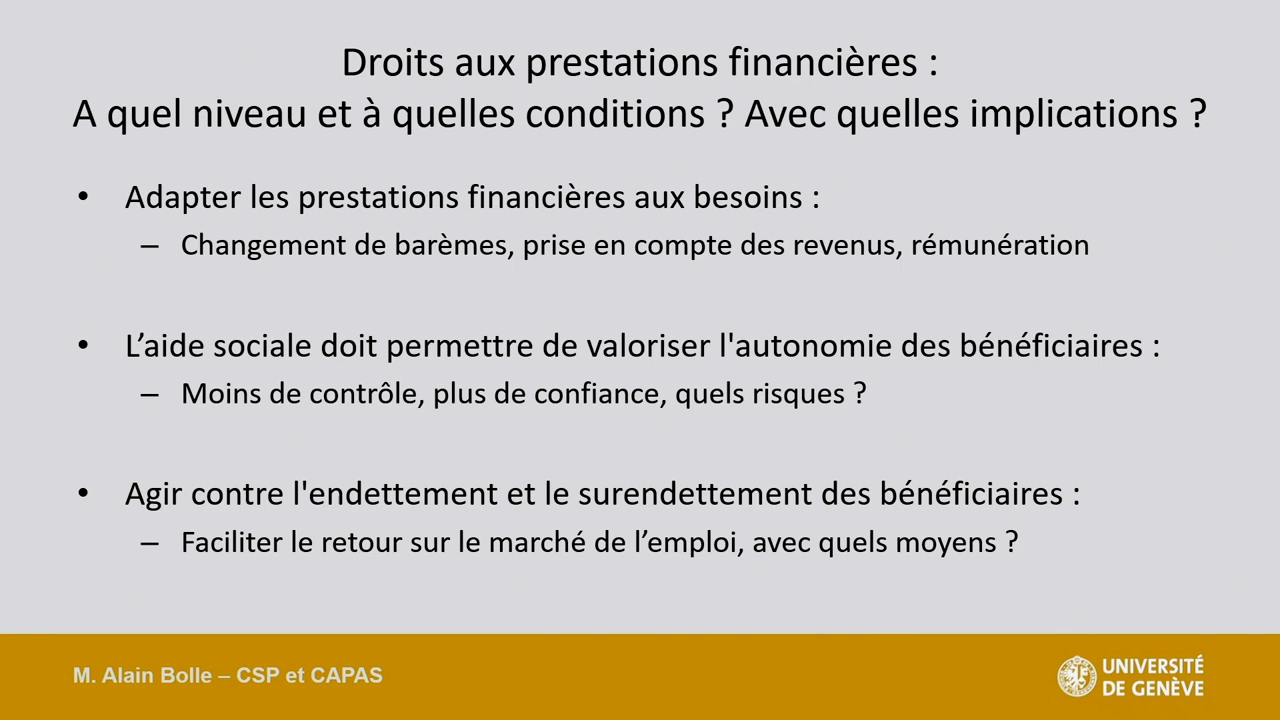 Droits aux prestations financières :
A quel niveau et à quelles conditions ? Avec quelles implications ?
• Adapter les prestations financières aux besoins :
– Changement de barèmes, prise en compte des revenus, rémunération
• L’aide sociale doit permettre de valoriser l'autonomie des bénéficiaires :
– Moins de contrôle, plus de confiance, quels risques ?
• Agir contre l'endettement et le surendettement des bénéficiaires :
– Faciliter le retour sur le marché de l’emploi, avec quels moyens ?
M. Alain Bolle – CSP et CAPAS
UNIVERSITÉ
DE GENÈVE